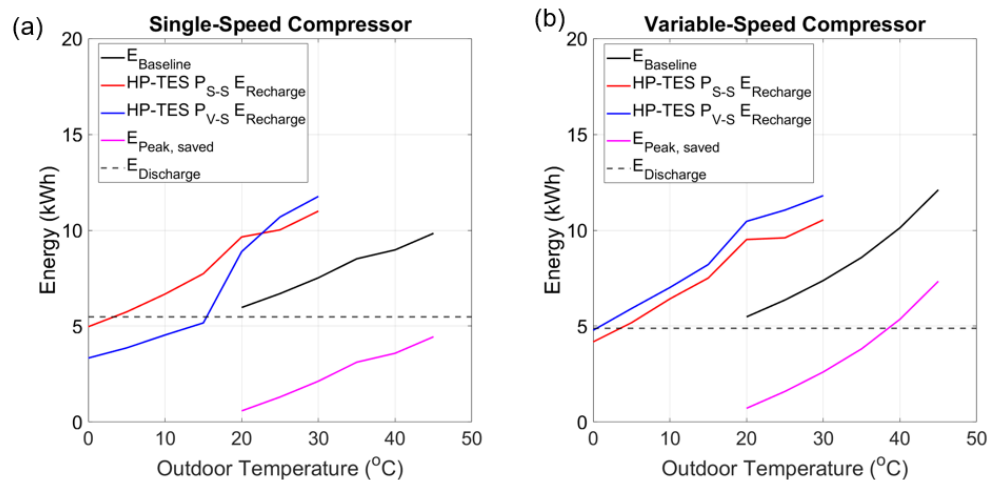 (a)
Single-Speed Compressor
20
15
10
5
0
Energy (kWh)
E_Baseline
HP-TES P_S-S E_Recharge
HP-TES P_V-S E_Recharge
E_Peak, saved
E_Discharge
0 10 20 30 40 50
Outdoor Temperature (°C)
(b)
Variable-Speed Compressor
20
15
10
5
0
Energy (kWh)
E_Baseline
HP-TES P_S-S E_Recharge
HP-TES P_V-S E_Recharge
E_Peak, saved
E_Discharge
0 10 20 30 40 50
Outdoor Temperature (°C)